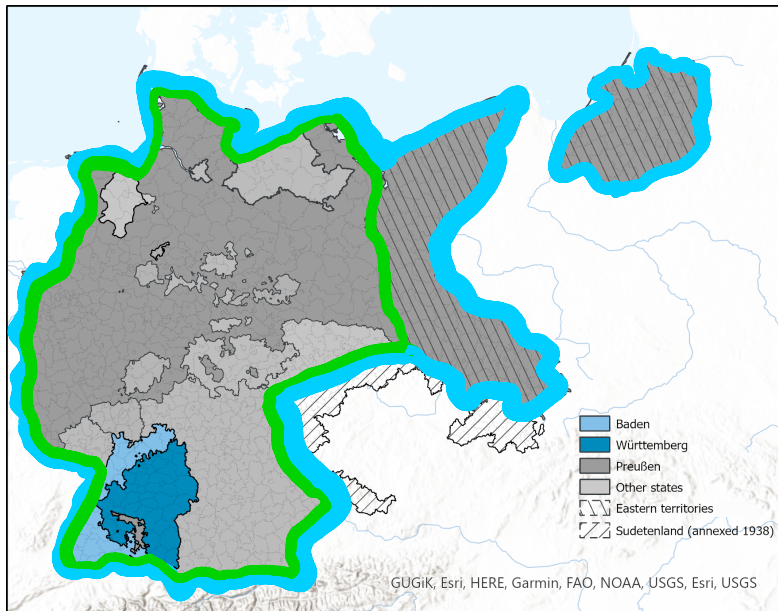 Baden
Württemberg
Preußen
Other states
Eastern territories
Sudetenland (annexed 1938)
GUGiK, Esri, HERE, Garmin, FAO, NOAA, USGS, Esri, USGS